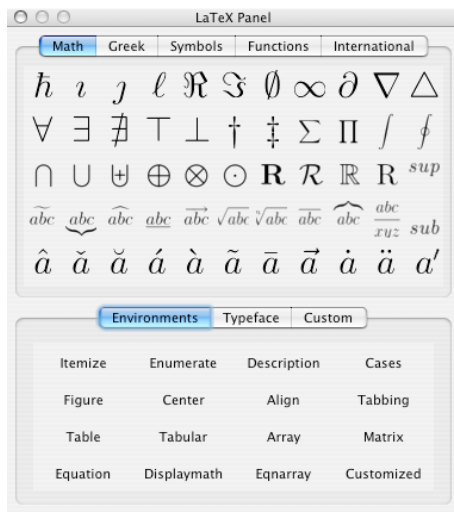 LaTeX Panel
Math Greek Symbols Functions International
ℏ ı ȷ ℓ ℜ ℑ ∅ ∞ ∂ ∇ △
∀ ∃ ∄ ⊤ ⊥ † ‡ Σ Π ∫ ∮
∩ ∪ ⊎ ⊕ ⊗ ⊙ 𝐑 ℛ ℝ R sup
abc abc abc abc abc √abc ∜abc abc abc abc/xyz sub
â ǎ ă á à ã ā a⃗ ȧ ä a′
Environments Typeface Custom
Itemize Enumerate Description Cases
Figure Center Align Tabbing
Table Tabular Array Matrix
Equation Displaymath Eqnarray Customized